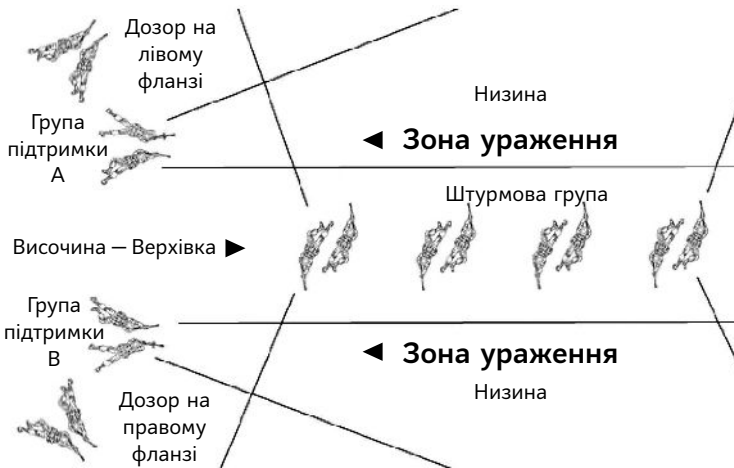 Дозор на
лівому
фланзі
Низина
Група
підтримки
А
◄ Зона ураження
Штурмова група
Височина — Верхівка ►
Група
підтримки
В
◄ Зона ураження
Низина
Дозор на
правому
фланзі